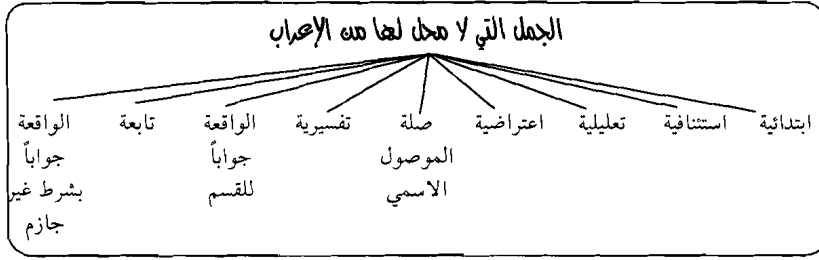 الجمل التي لا محل لها من الإعراب
ابتدائية
استئنافية
تعليلية
اعتراضية
صلة
الموصول
الاسمي
تفسيرية
الواقعة
جواباً
للقسم
تابعة
الواقعة
جواباً
بشرط غير
جازم